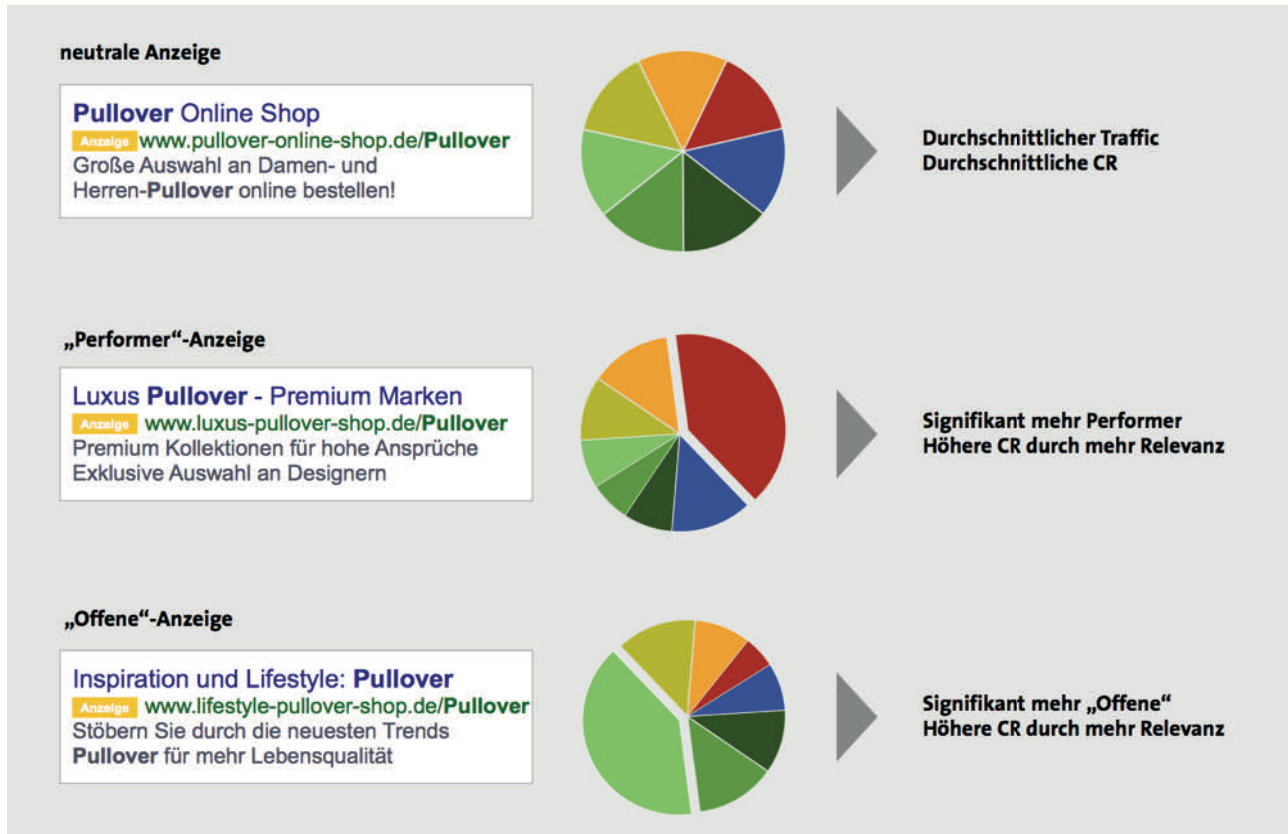 neutrale Anzeige
Pullover Online Shop
Anzeige www.pullover-online-shop.de/Pullover
Große Auswahl an Damen- und
Herren-Pullover online bestellen!
Durchschnittlicher Traffic
Durchschnittliche CR
„Performer“-Anzeige
Luxus Pullover - Premium Marken
Anzeige www.luxus-pullover-shop.de/Pullover
Premium Kollektionen für hohe Ansprüche
Exklusive Auswahl an Designern
Signifikant mehr Performer
Höhere CR durch mehr Relevanz
„Offene“-Anzeige
Inspiration und Lifestyle: Pullover
Anzeige www.lifestyle-pullover-shop.de/Pullover
Stöbern Sie durch die neuesten Trends
Pullover für mehr Lebensqualität
Signifikant mehr „Offene“
Höhere CR durch mehr Relevanz